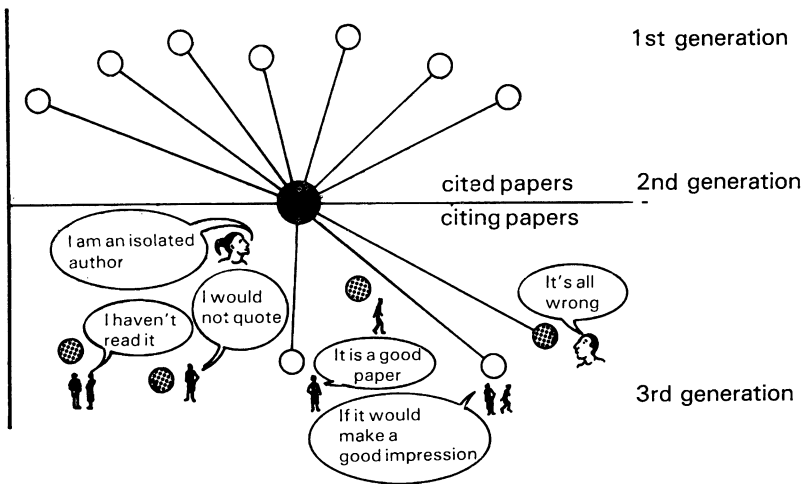 1st generation
cited papers
2nd generation
citing papers
I am an isolated
author
I would
not quote
It's all
wrong
I haven't
read it
It is a good
paper
If it would
make a
good impression
3rd generation